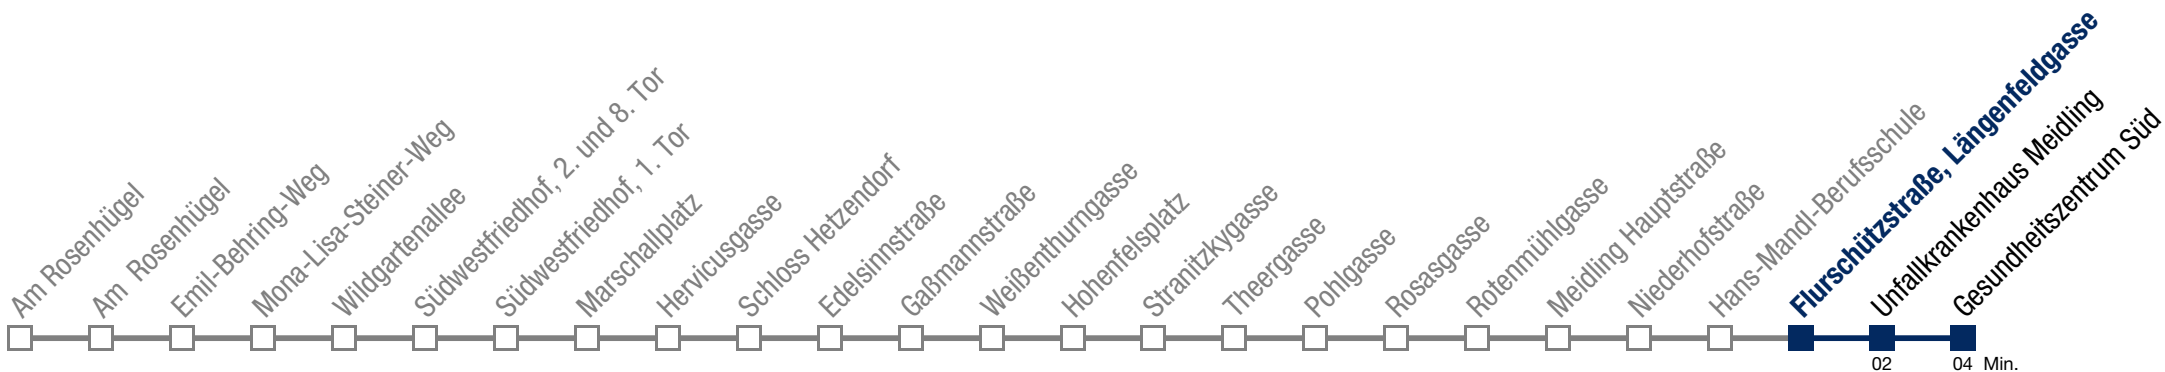 Am Rosenhügel
Am Rosenhügel
Emil-Behring-Weg
Mona-Lisa-Steiner-Weg
Wildgartenallee
Südwestfriedhof, 2. und 8. Tor
Südwestfriedhof, 1. Tor
Marschallplatz
Hervicusgasse
Schloss Hetzendorf
Edelsinnstraße
Gaßmannstraße
Weißenthurngasse
Hohenfelsplatz
Stranitzkygasse
Theergasse
Pohlgasse
Rosasgasse
Rotenmühlgasse
Meidling Hauptstraße
Niederhofstraße
Hans-Mandl-Berufsschule
Flurschützstraße, Längenfeldgasse
Unfallkrankenhaus Meidling
Gesundheitszentrum Süd
02 04 Min.